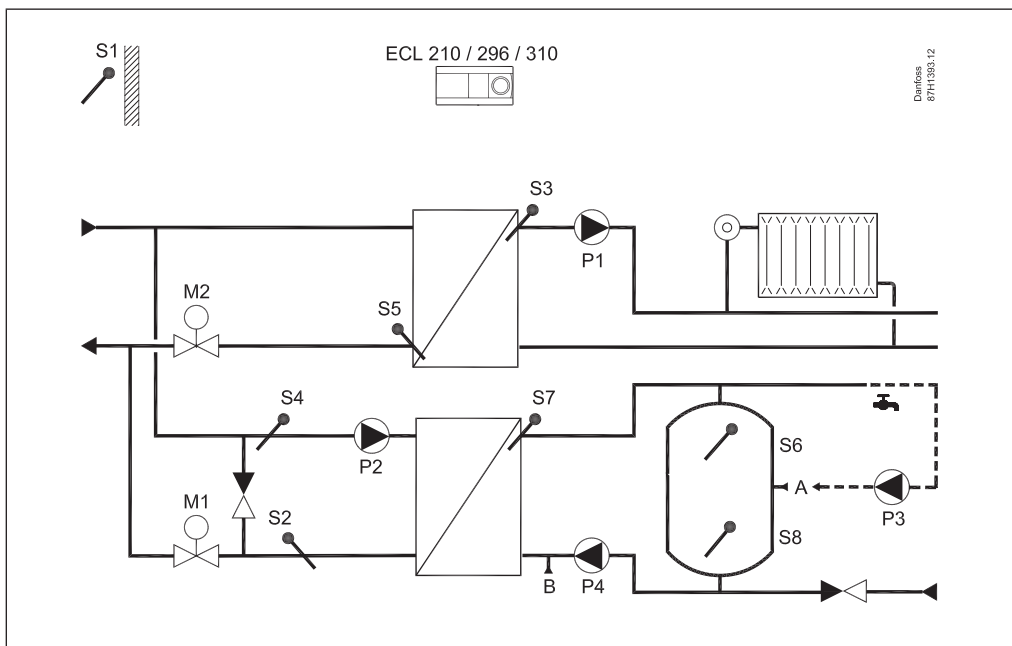 S1
ECL 210 / 296 / 310
Danfoss
87H1393.12
S3
P1
M2
S5
S4
P2
S7
S6
A
P3
M1
S2
S8
B
P4